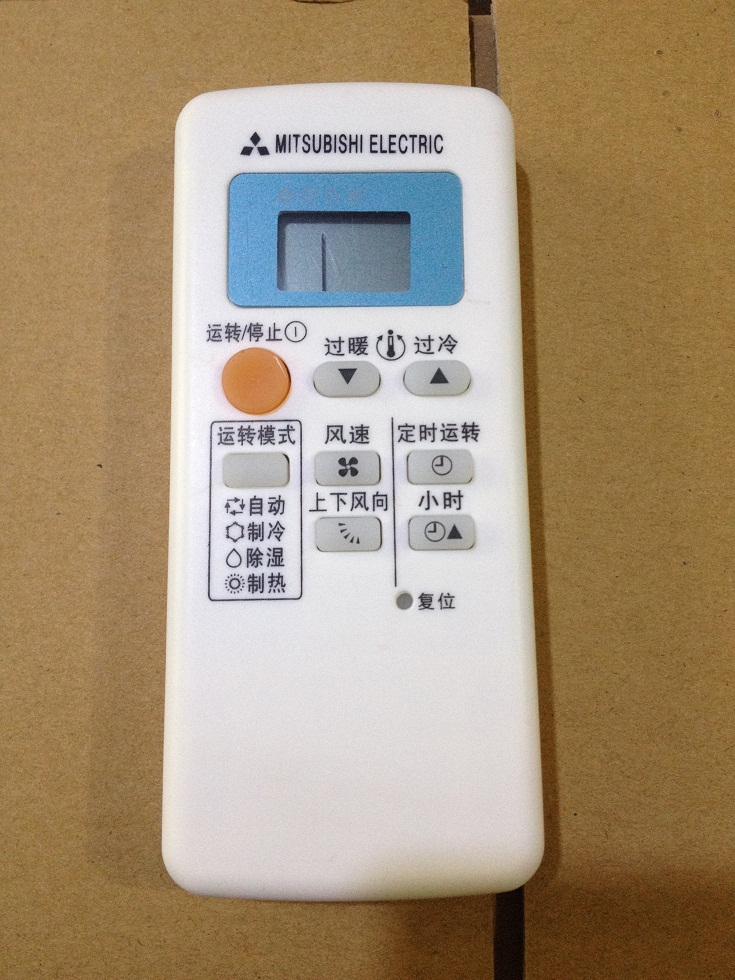 MITSUBISHI ELECTRIC
运转/停止
过暖 过冷
运转模式 风速 定时运转
自动 上下风向 小时
制冷
除湿
制热
复位